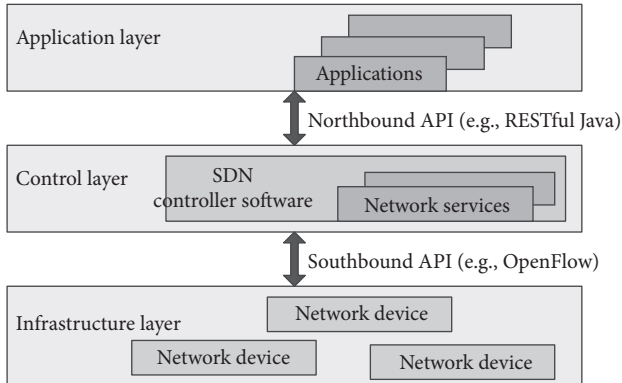 Application layer
Applications
Northbound API (e.g., RESTful Java)
Control layer
SDN
controller software
Network services
Southbound API (e.g., OpenFlow)
Infrastructure layer
Network device
Network device
Network device